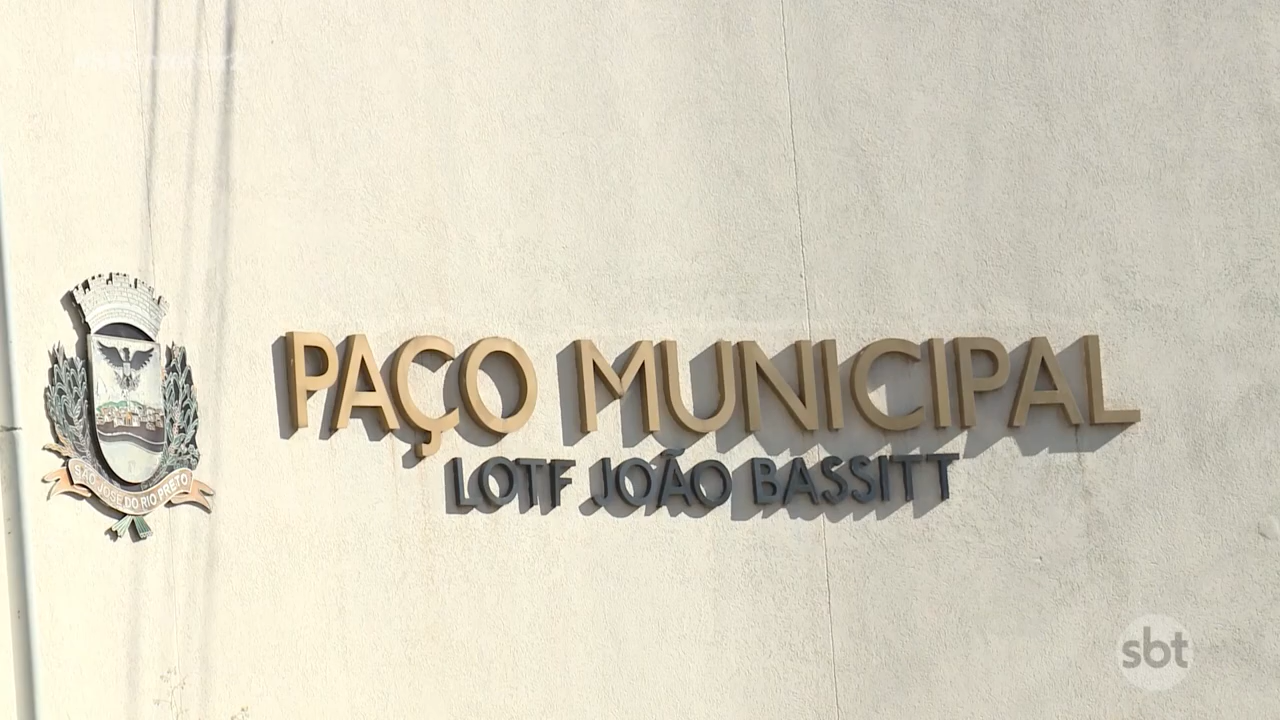 PAÇO MUNICIPAL
LOTF JOÃO BASSITT
SÃO JOSÉ DO RIO PRETO
sbt